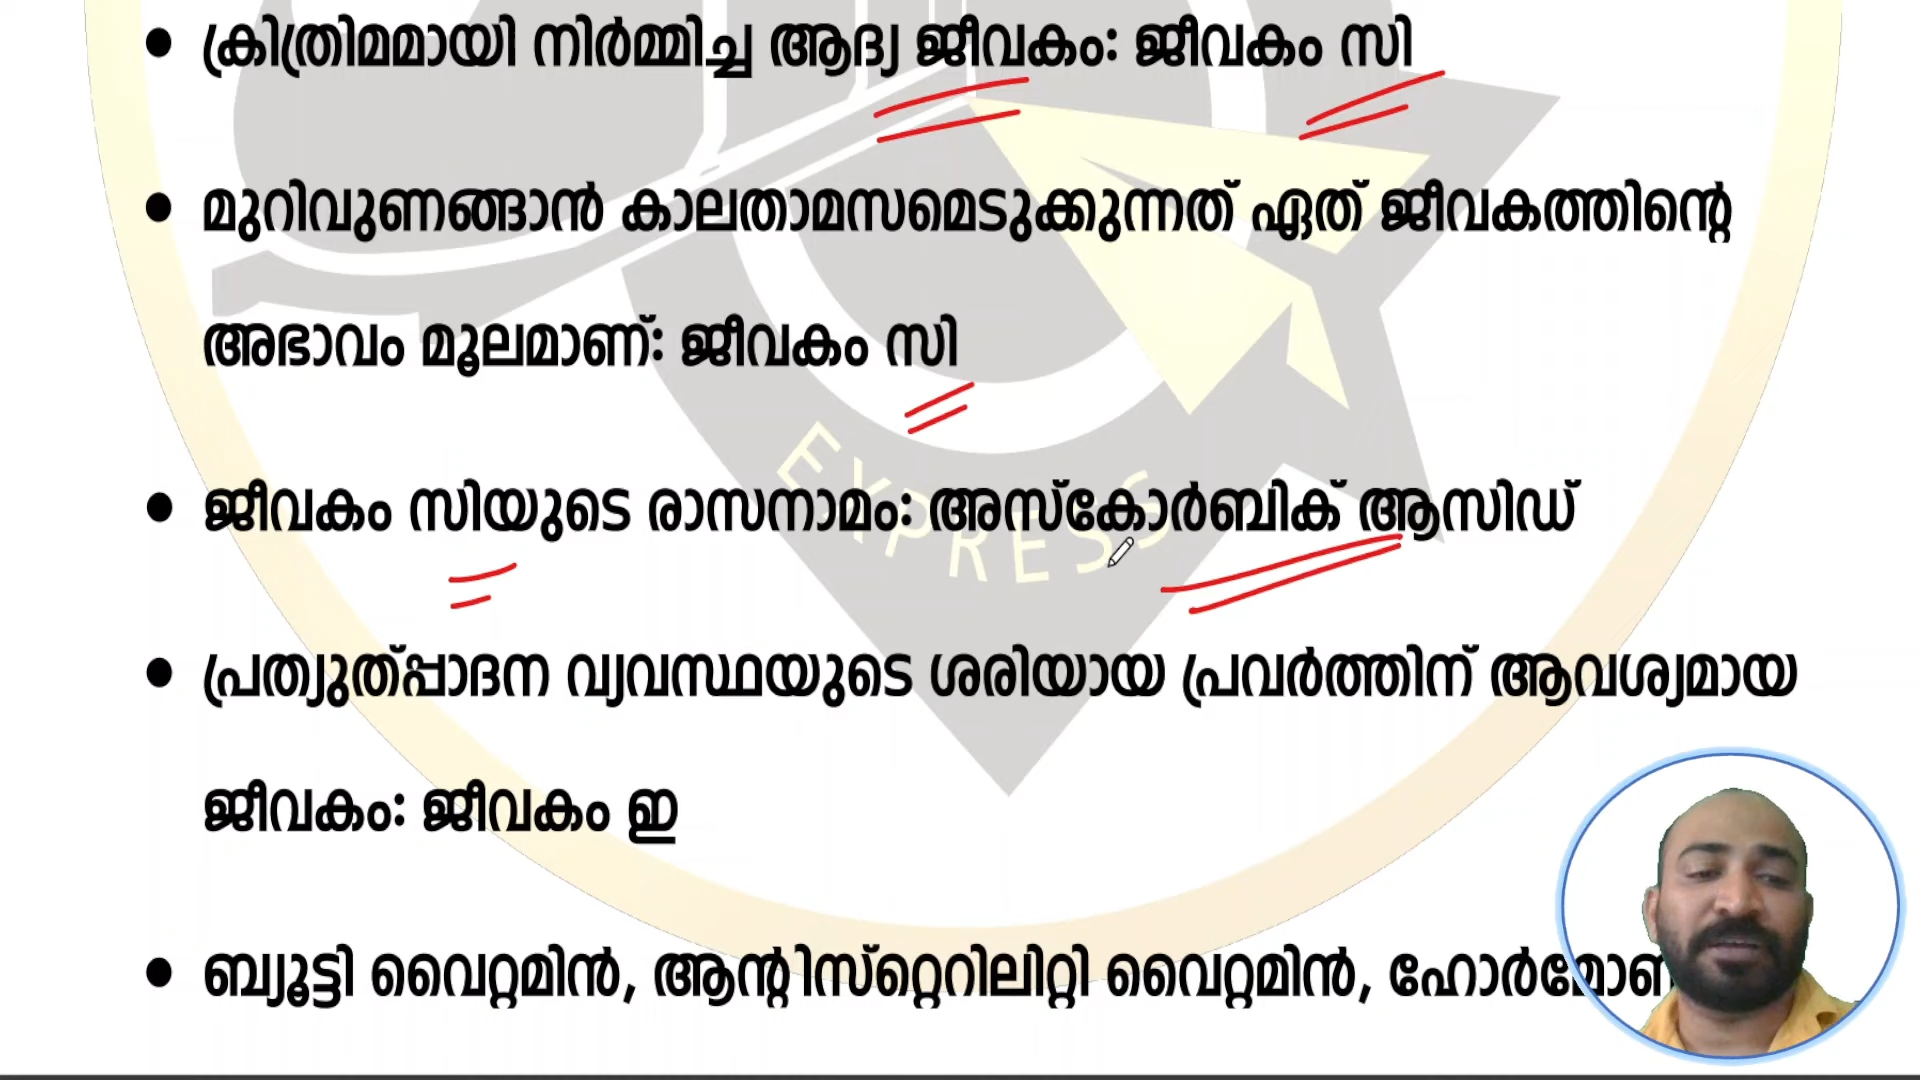 • ക്രിത്രിമമായി നിർമ്മിച്ച ആദ്യ ജീവകം: ജീവകം സി
• മുറിവുണങ്ങാൻ കാലതാമസമെടുക്കുന്നത് ഏത് ജീവകത്തിന്റെ
അഭാവം മൂലമാണ്: ജീവകം സി
• ജീവകം സിയുടെ രാസനാമം: അസ്കോർബിക് ആസിഡ്
EXPRESS
• പ്രത്യുത്പ്പാദന വ്യവസ്ഥയുടെ ശരിയായ പ്രവർത്തിന് ആവശ്യമായ
ജീവകം: ജീവകം ഇ
• ബ്യൂട്ടി വൈറ്റമിൻ, ആന്റിസ്റ്റെറിലിറ്റി വൈറ്റമിൻ,